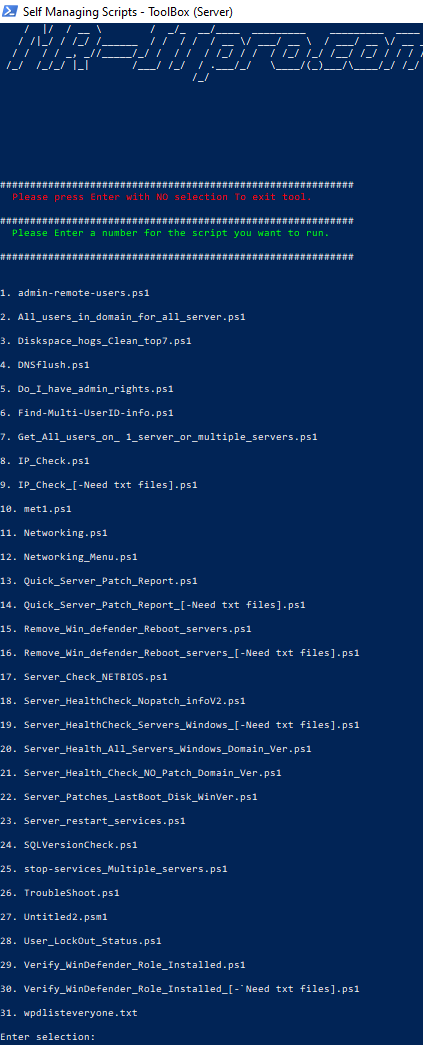 Self Managing Scripts - ToolBox (Server)
###########################################################
Please press Enter with NO selection To exit tool.
###########################################################
Please Enter a number for the script you want to run.
###########################################################
1. admin-remote-users.ps1
2. All_users_in_domain_for_all_server.ps1
3. Diskspace_hogs_Clean_top7.ps1
4. DNSflush.ps1
5. Do_I_have_admin_rights.ps1
6. Find-Multi-UserID-info.ps1
7. Get_All_users_on_ 1_server_or_multiple_servers.ps1
8. IP_Check.ps1
9. IP_Check_[-Need txt files].ps1
10. met1.ps1
11. Networking.ps1
12. Networking_Menu.ps1
13. Quick_Server_Patch_Report.ps1
14. Quick_Server_Patch_Report_[-Need txt files].ps1
15. Remove_Win_defender_Reboot_servers.ps1
16. Remove_Win_defender_Reboot_servers_[-Need txt files].ps1
17. Server_Check_NETBIOS.ps1
18. Server_HealthCheck_Nopatch_infoV2.ps1
19. Server_HealthCheck_Servers_Windows_[-Need txt files].ps1
20. Server_Health_All_Servers_Windows_Domain_Ver.ps1
21. Server_Health_Check_NO_Patch_Domain_Ver.ps1
22. Server_Patches_LastBoot_Disk_WinVer.ps1
23. Server_restart_services.ps1
24. SQLVersionCheck.ps1
25. stop-services_Multiple_servers.ps1
26. TroubleShoot.ps1
27. Untitled2.psm1
28. User_LockOut_Status.ps1
29. Verify_WinDefender_Role_Installed.ps1
30. Verify_WinDefender_Role_Installed_[-`Need txt files].ps1
31. wpdlisteveryone.txt
Enter selection: